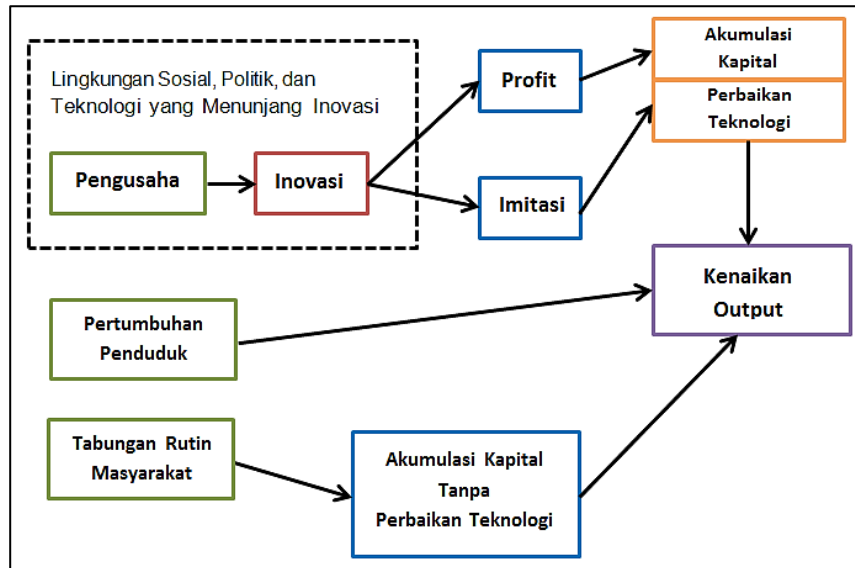 Lingkungan Sosial, Politik, dan
Teknologi yang Menunjang Inovasi
Pengusaha
Inovasi
Profit
Imitasi
Akumulasi
Kapital
Perbaikan
Teknologi
Kenaikan
Output
Pertumbuhan
Penduduk
Tabungan Rutin
Masyarakat
Akumulasi Kapital
Tanpa
Perbaikan Teknologi